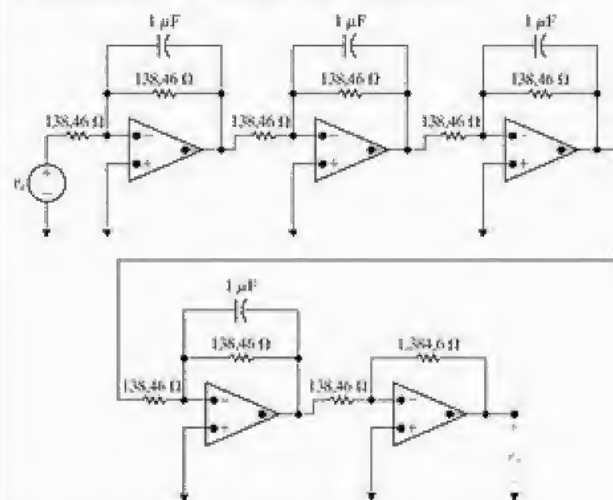 1 µF 1 µF 1 µF
138,46 Ω 138,46 Ω 138,46 Ω
138,46 Ω 138,46 Ω 138,46 Ω
− − −
+ + + +
−
1 µF
138,46 Ω 1.384,6 Ω
138,46 Ω 138,46 Ω
− −
+ + +